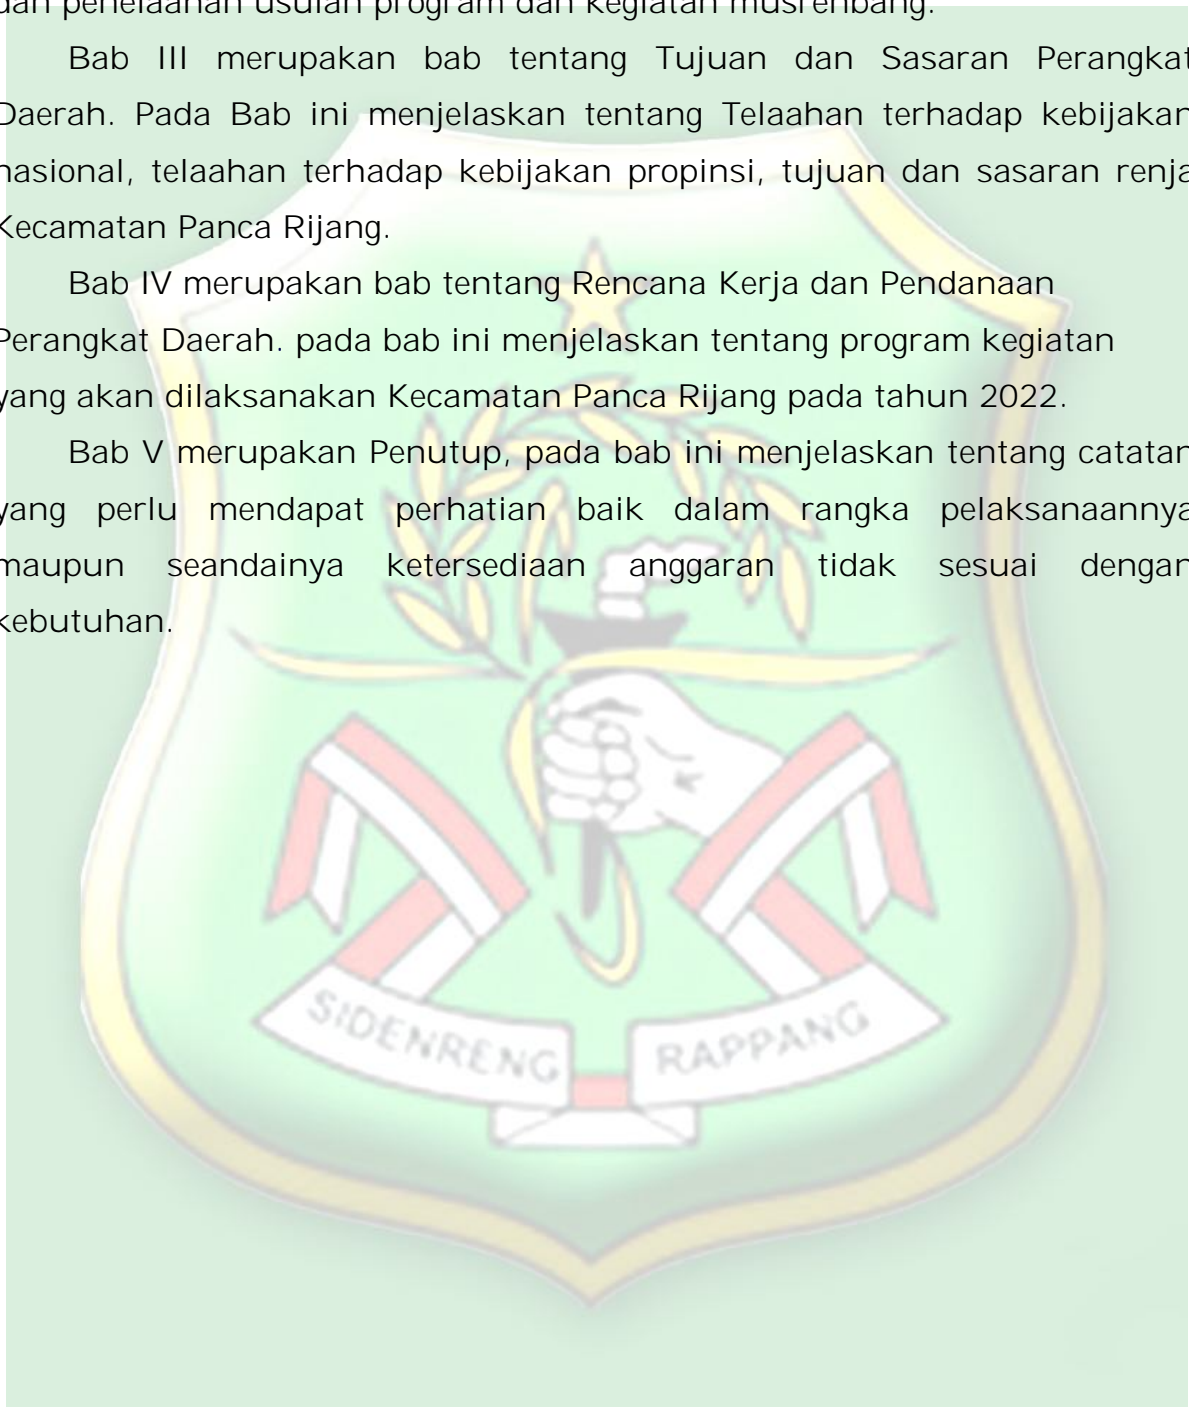 dan penelaahan usulan program dan kegiatan musrenbang.
Bab III merupakan bab tentang Tujuan dan Sasaran Perangkat
Daerah. Pada Bab ini menjelaskan tentang Telaahan terhadap kebijakan
nasional, telaahan terhadap kebijakan propinsi, tujuan dan sasaran renja
Kecamatan Panca Rijang.
Bab IV merupakan bab tentang Rencana Kerja dan Pendanaan
Perangkat Daerah. pada bab ini menjelaskan tentang program kegiatan
yang akan dilaksanakan Kecamatan Panca Rijang pada tahun 2022.
Bab V merupakan Penutup, pada bab ini menjelaskan tentang catatan
yang perlu mendapat perhatian baik dalam rangka pelaksanaannya
maupun seandainya ketersediaan anggaran tidak sesuai dengan
kebutuhan.
SIDENRENG RAPPANG